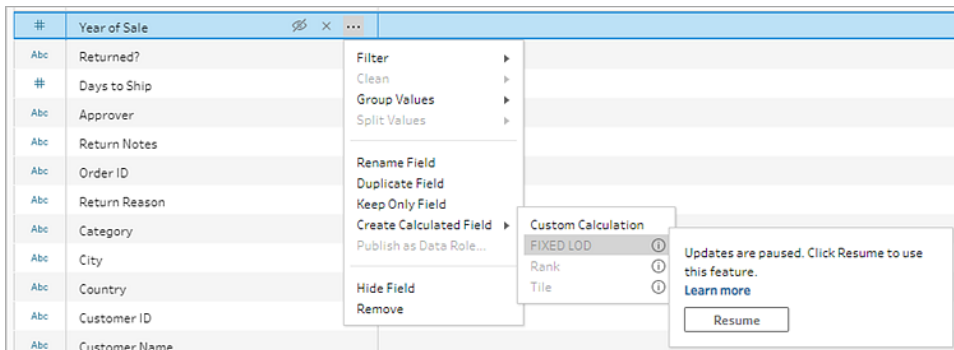 # Year of Sale
Abc Returned?
# Days to Ship
Abc Approver
Abc Return Notes
Abc Order ID
Abc Return Reason
Abc Category
Abc City
Abc Country
Abc Customer ID
Abc Customer Name
Filter
Clean
Group Values
Split Values
Rename Field
Duplicate Field
Keep Only Field
Create Calculated Field
Publish as Data Role...
Hide Field
Remove
Custom Calculation
FIXED LOD
Rank
Tile
Updates are paused. Click Resume to use
this feature.
Learn more
Resume